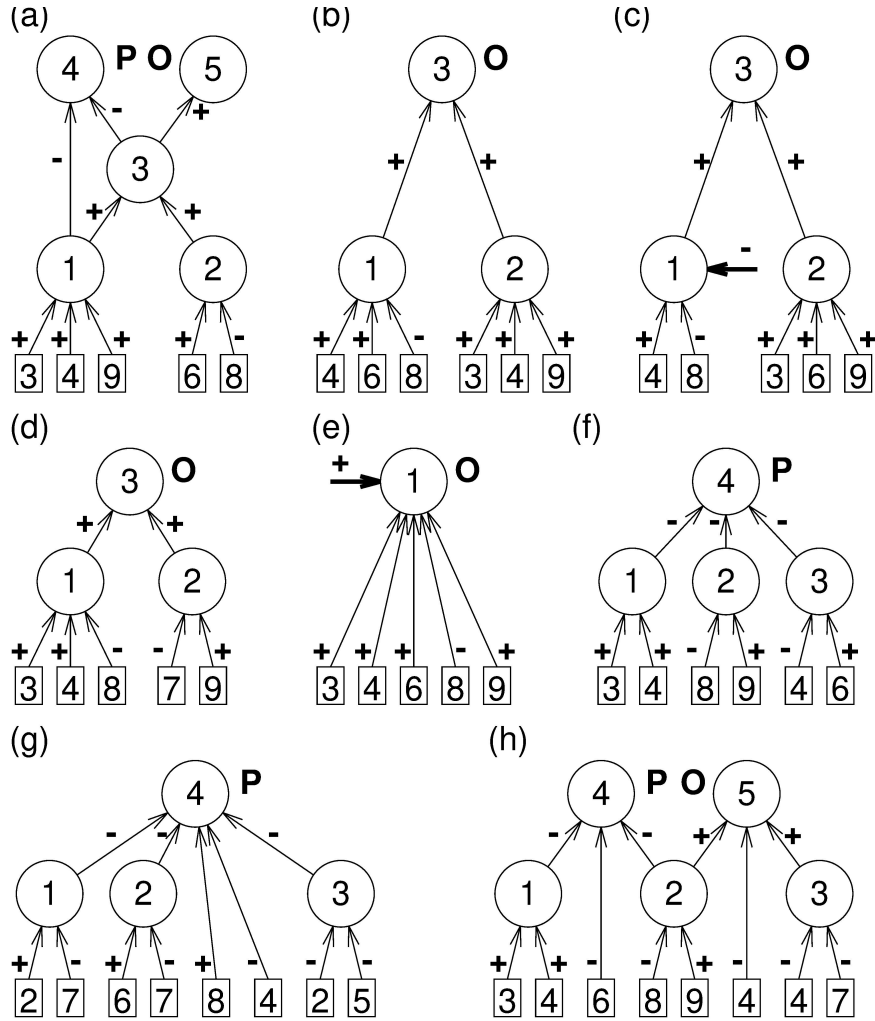 (a) (b) (c)
4 P O 5 3 O 3 O
- - +
3 + + + +
+ +
1 2 1 2 1 - 2
+ + + + - + + - + + + + - + + +
3 4 9 6 8 4 6 8 3 4 9 4 8 3 6 9
(d) (e) (f)
3 O + 1 O 4 P
+ + - - -
1 2 1 2 3
+ + - - + + + + - + + + - + - +
3 4 8 7 9 3 4 6 8 9 3 4 8 9 4 6
(g) (h)
4 P 4 P O 5
- - - - - + +
1 2 3 1 2 3
+ - + - + - - - + + - - + - - -
2 7 6 7 8 4 2 5 3 4 6 8 9 4 4 7